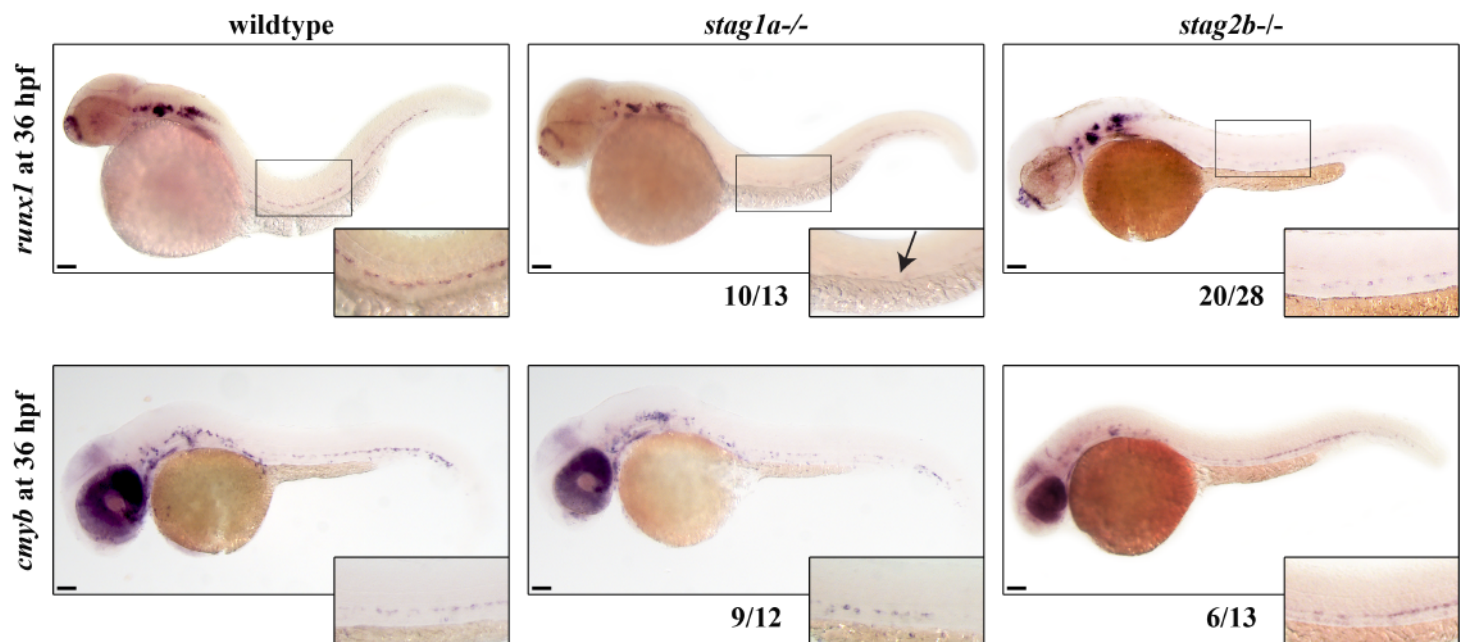 wildtype
stag1a-/-
stag2b-/-
runx1 at 36 hpf
10/13
20/28
cmyb at 36 hpf
9/12
6/13